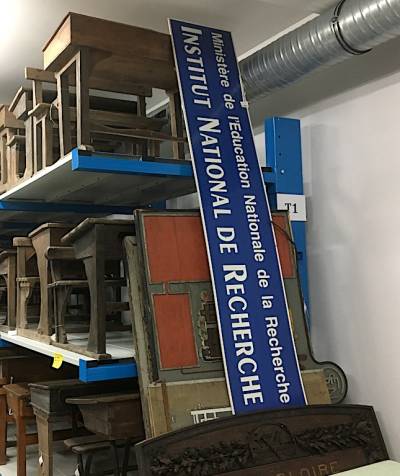 Ministère de l'Education Nationale de la Recherche
INSTITUT NATIONAL DE RECHERCHE
T1